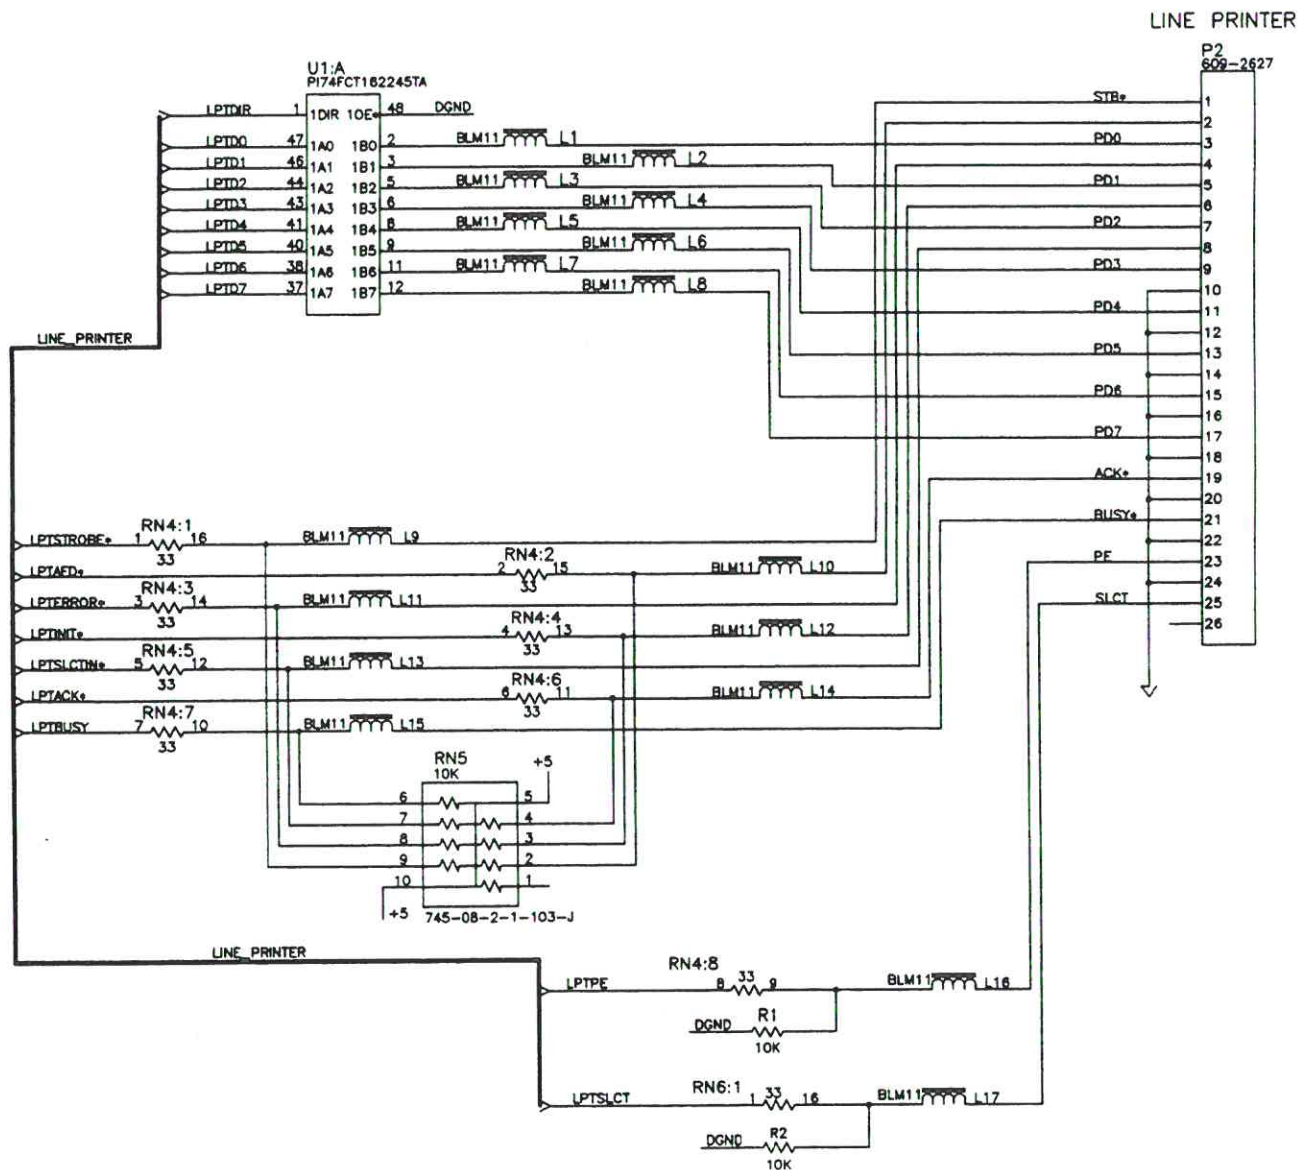 LINE PRINTER
P2
609-2627
U1:A
PI74FCT162245TA
LPTDIR 1 1DIR 1OE* 48 DGND STB* 1
2
LPTD0 47 1A0 1B0 2 BLM11 L1 PD0 3
LPTD1 46 1A1 1B1 3 BLM11 L2 4
LPTD2 44 1A2 1B2 5 BLM11 L3 PD1 5
LPTD3 43 1A3 1B3 6 BLM11 L4 6
LPTD4 41 1A4 1B4 8 BLM11 L5 PD2 7
LPTD5 40 1A5 1B5 9 BLM11 L6 8
LPTD6 38 1A6 1B6 11 BLM11 L7 PD3 9
LPTD7 37 1A7 1B7 12 BLM11 L8 10
PD4 11
LINE_PRINTER 12
PD5 13
14
PD6 15
16
PD7 17
18
ACK* 19
20
BUSY* 21
22
PE 23
24
SLCT 25
26
RN4:1
LPTSTROBE* 1 16 BLM11 L9
33
RN4:2
LPTAFD* 2 15 BLM11 L10
33
RN4:3
LPTERROR* 3 14 BLM11 L11
33
RN4:4
LPTINIT* 4 13 BLM11 L12
33
RN4:5
LPTSLCTIN* 5 12 BLM11 L13
33
RN4:6
LPTACK* 6 11 BLM11 L14
33
RN4:7
LPTBUSY 7 10 BLM11 L15
33
RN5
10K
+5
6 5
7 4
8 3
9 2
10 1
+5 745-08-2-1-103-J
LINE_PRINTER
RN4:8
LPTPE 8 33 9 BLM11 L16
DGND R1
10K
RN6:1
LPTSLCT 1 33 16 BLM11 L17
DGND R2
10K